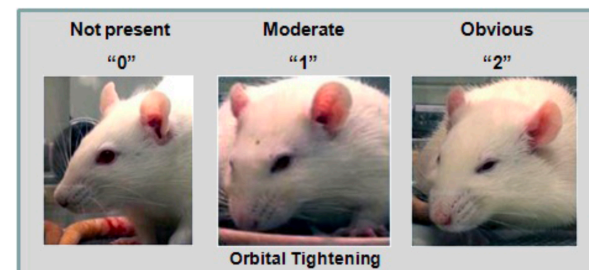 Not present Moderate Obvious
“0” “1” “2”
Orbital Tightening